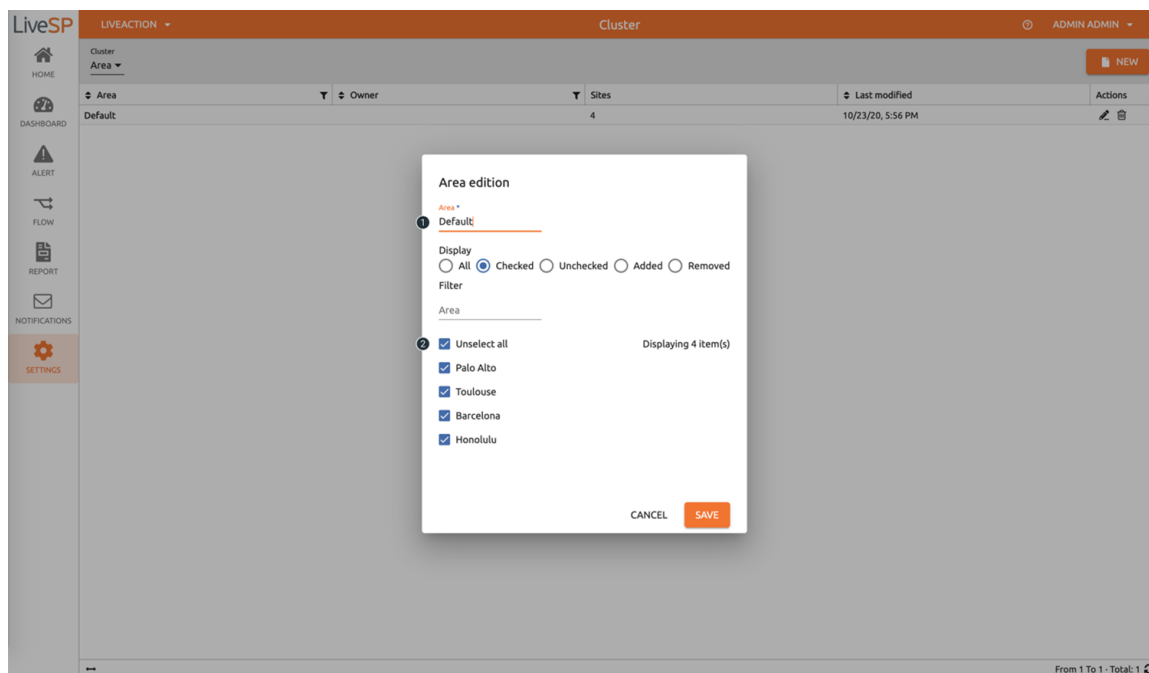 LiveSP LIVEACTION Cluster ADMIN ADMIN
Cluster
Area
NEW
HOME
DASHBOARD
ALERT
FLOW
REPORT
NOTIFICATIONS
SETTINGS
Area Owner Sites Last modified Actions
Default 4 10/23/20, 5:56 PM
Area edition
Area *
1 Default
Display
All Checked Unchecked Added Removed
Filter
Area
2 Unselect all Displaying 4 item(s)
Palo Alto
Toulouse
Barcelona
Honolulu
CANCEL SAVE
From 1 To 1 - Total: 1